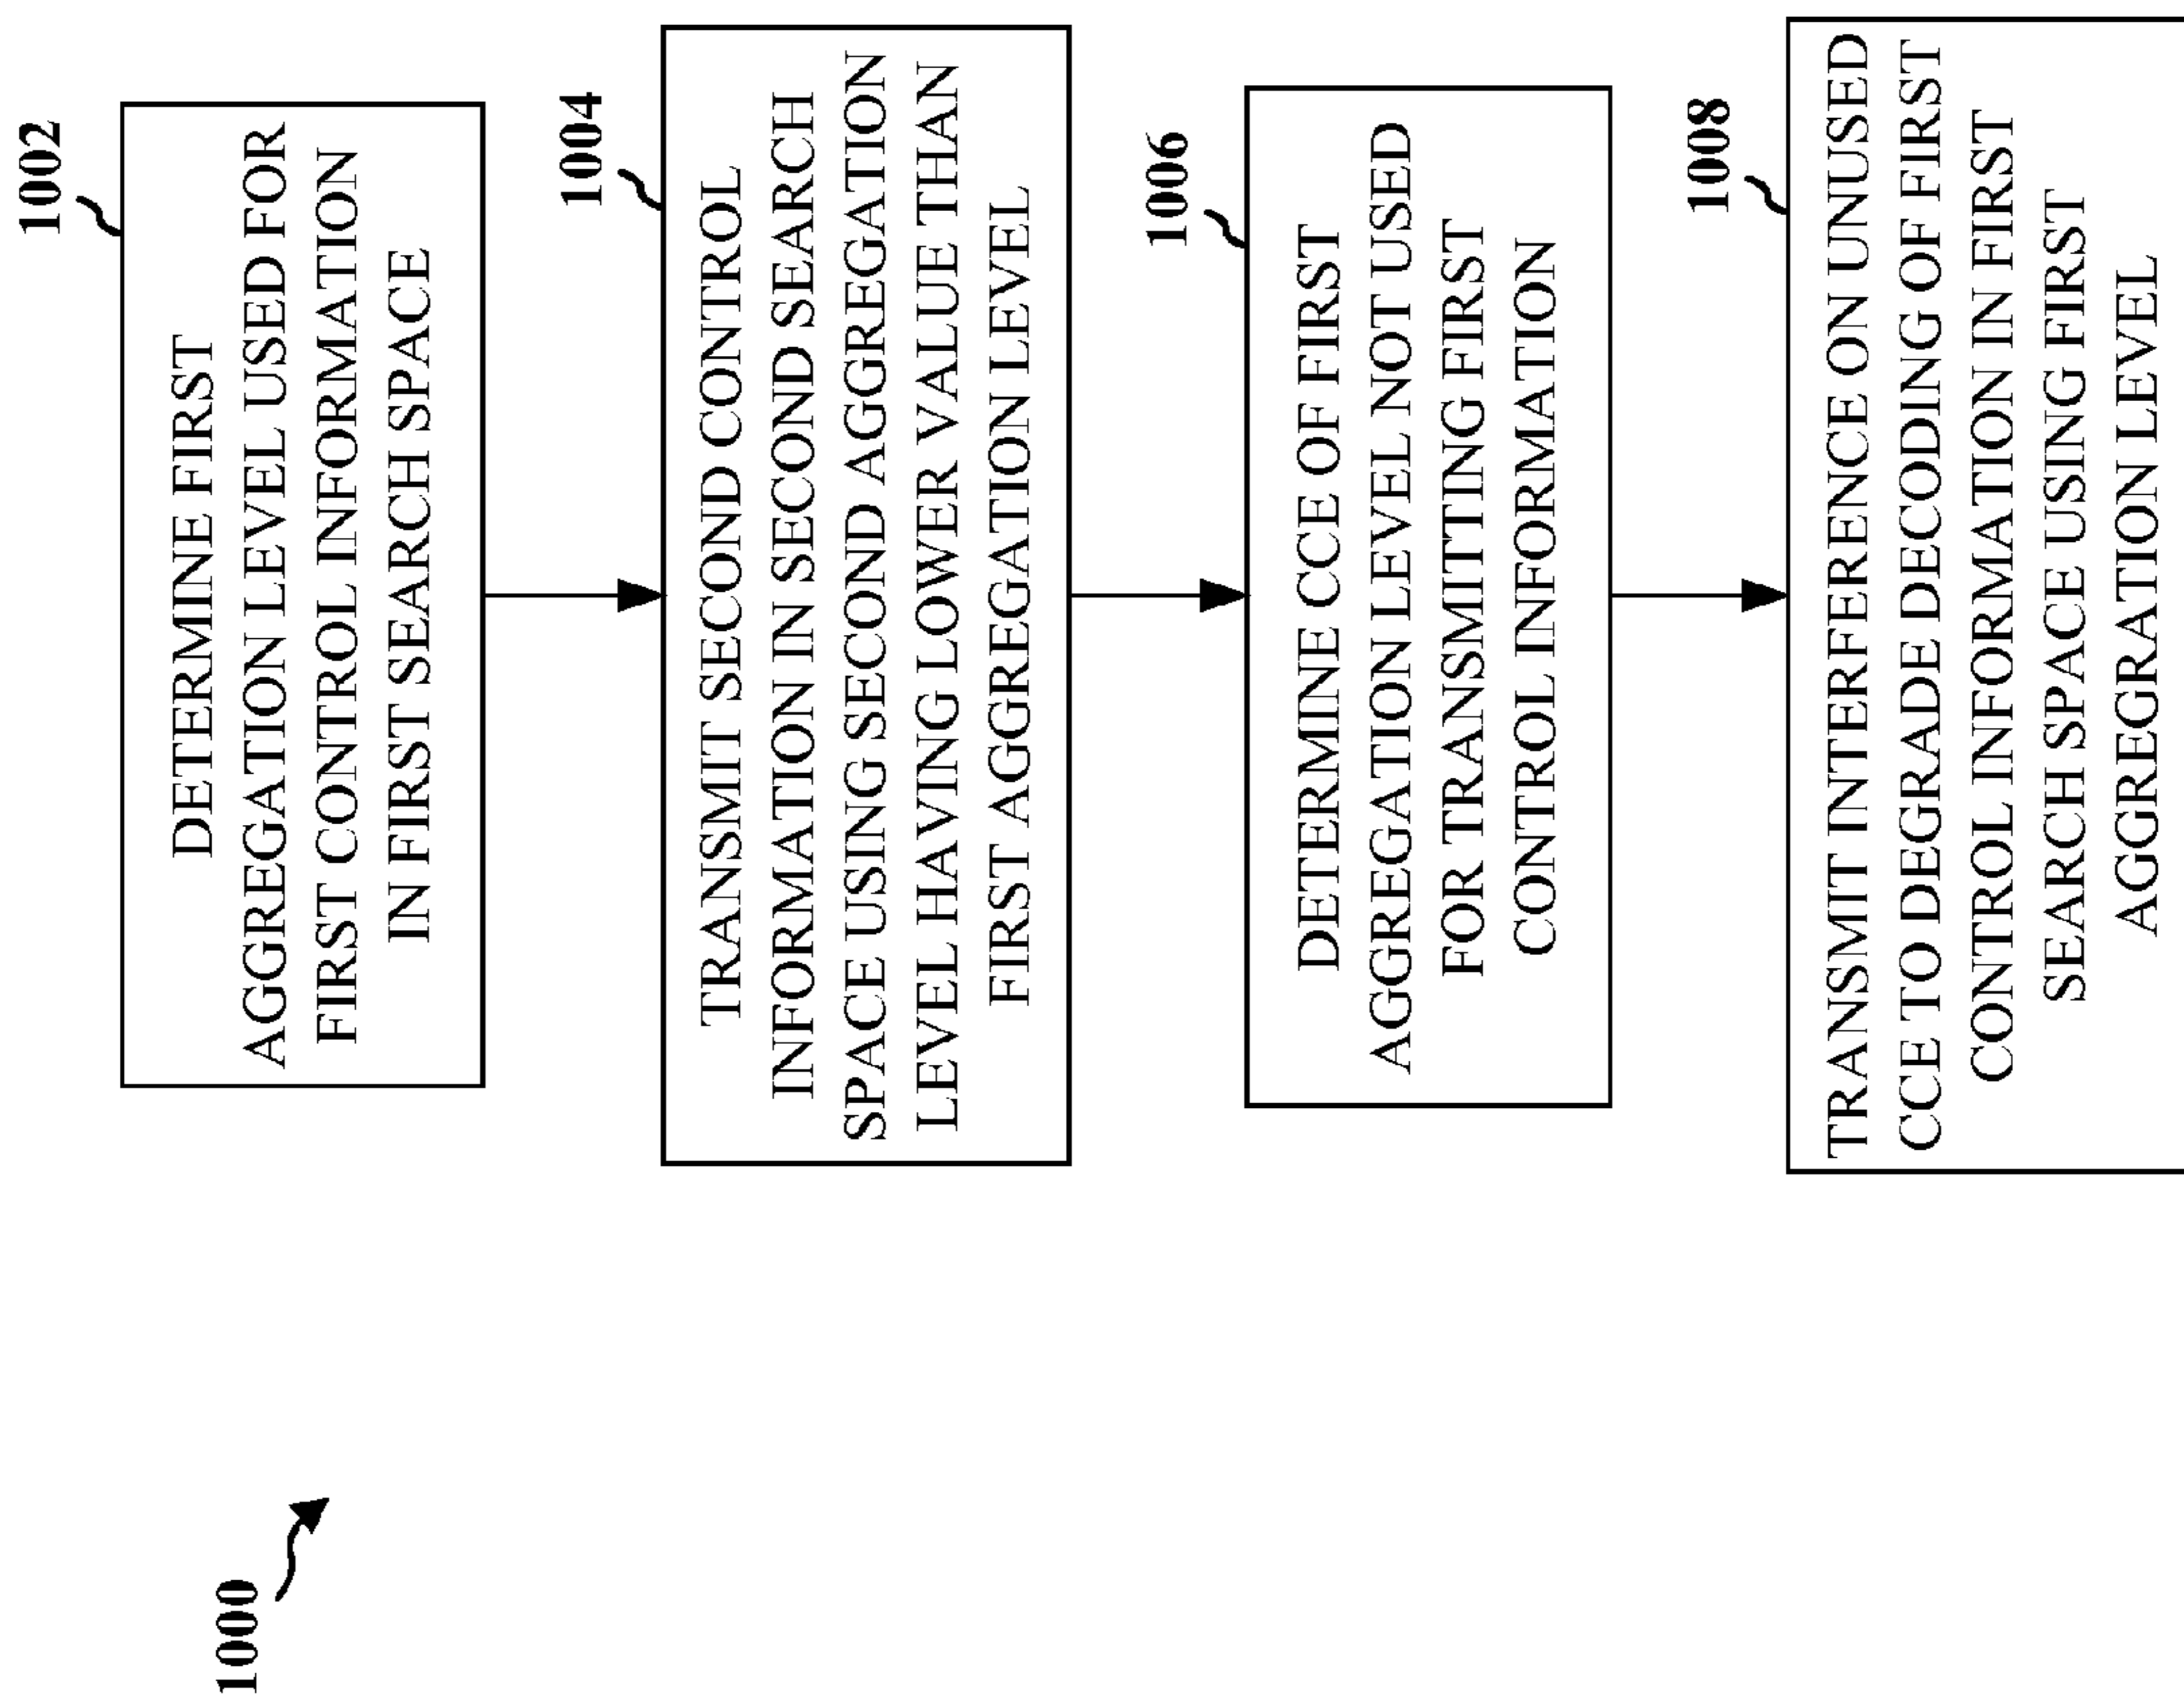 1000
1002
DETERMINE FIRST
AGGREGATION LEVEL USED FOR
FIRST CONTROL INFORMATION
IN FIRST SEARCH SPACE
1004
TRANSMIT SECOND CONTROL
INFORMATION IN SECOND SEARCH
SPACE USING SECOND AGGREGATION
LEVEL HAVING LOWER VALUE THAN
FIRST AGGREGATION LEVEL
1006
DETERMINE CCE OF FIRST
AGGREGATION LEVEL NOT USED
FOR TRANSMITTING FIRST
CONTROL INFORMATION
1008
TRANSMIT INTERFERENCE ON UNUSED
CCE TO DEGRADE DECODING OF FIRST
CONTROL INFORMATION IN FIRST
SEARCH SPACE USING FIRST
AGGREGRATION LEVEL